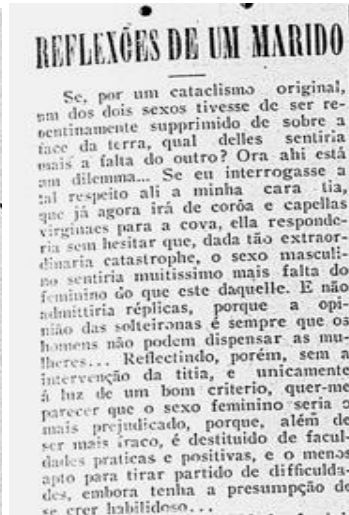 REFLEXÕES DE UM MARIDO
Se, por um cataclismo original,
um dos dois sexos tivesse de ser re-
pentinamente supprimido de sobre a
face da terra, qual delles sentiria
mais a falta do outro? Ora ahi está
um dilemma... Se eu interrogasse a
tal respeito ali a minha cara tia,
que já agora irá de corôa e capellas
virginaes para a cova, ella responde-
ria sem hesitar que, dada tão extraor-
dinaria catastrophe, o sexo masculi-
no sentiria muitissimo mais falta do
feminino do que este daquelle. E não
admittiria réplicas, porque a opi-
nião das solteironas é sempre que os
homens não podem dispensar as mu-
lheres... Reflectindo, porém, sem a
intervenção da titia, e unicamente
á luz de um bom criterio, quer-me
parecer que o sexo feminino seria o
mais prejudicado, porque, além de
ser mais fraco, é destituido de facul-
dades praticas e positivas, e o menos
apto para tirar partido de difficulda-
des, embora tenha a presumpção de
se crer habilidoso...